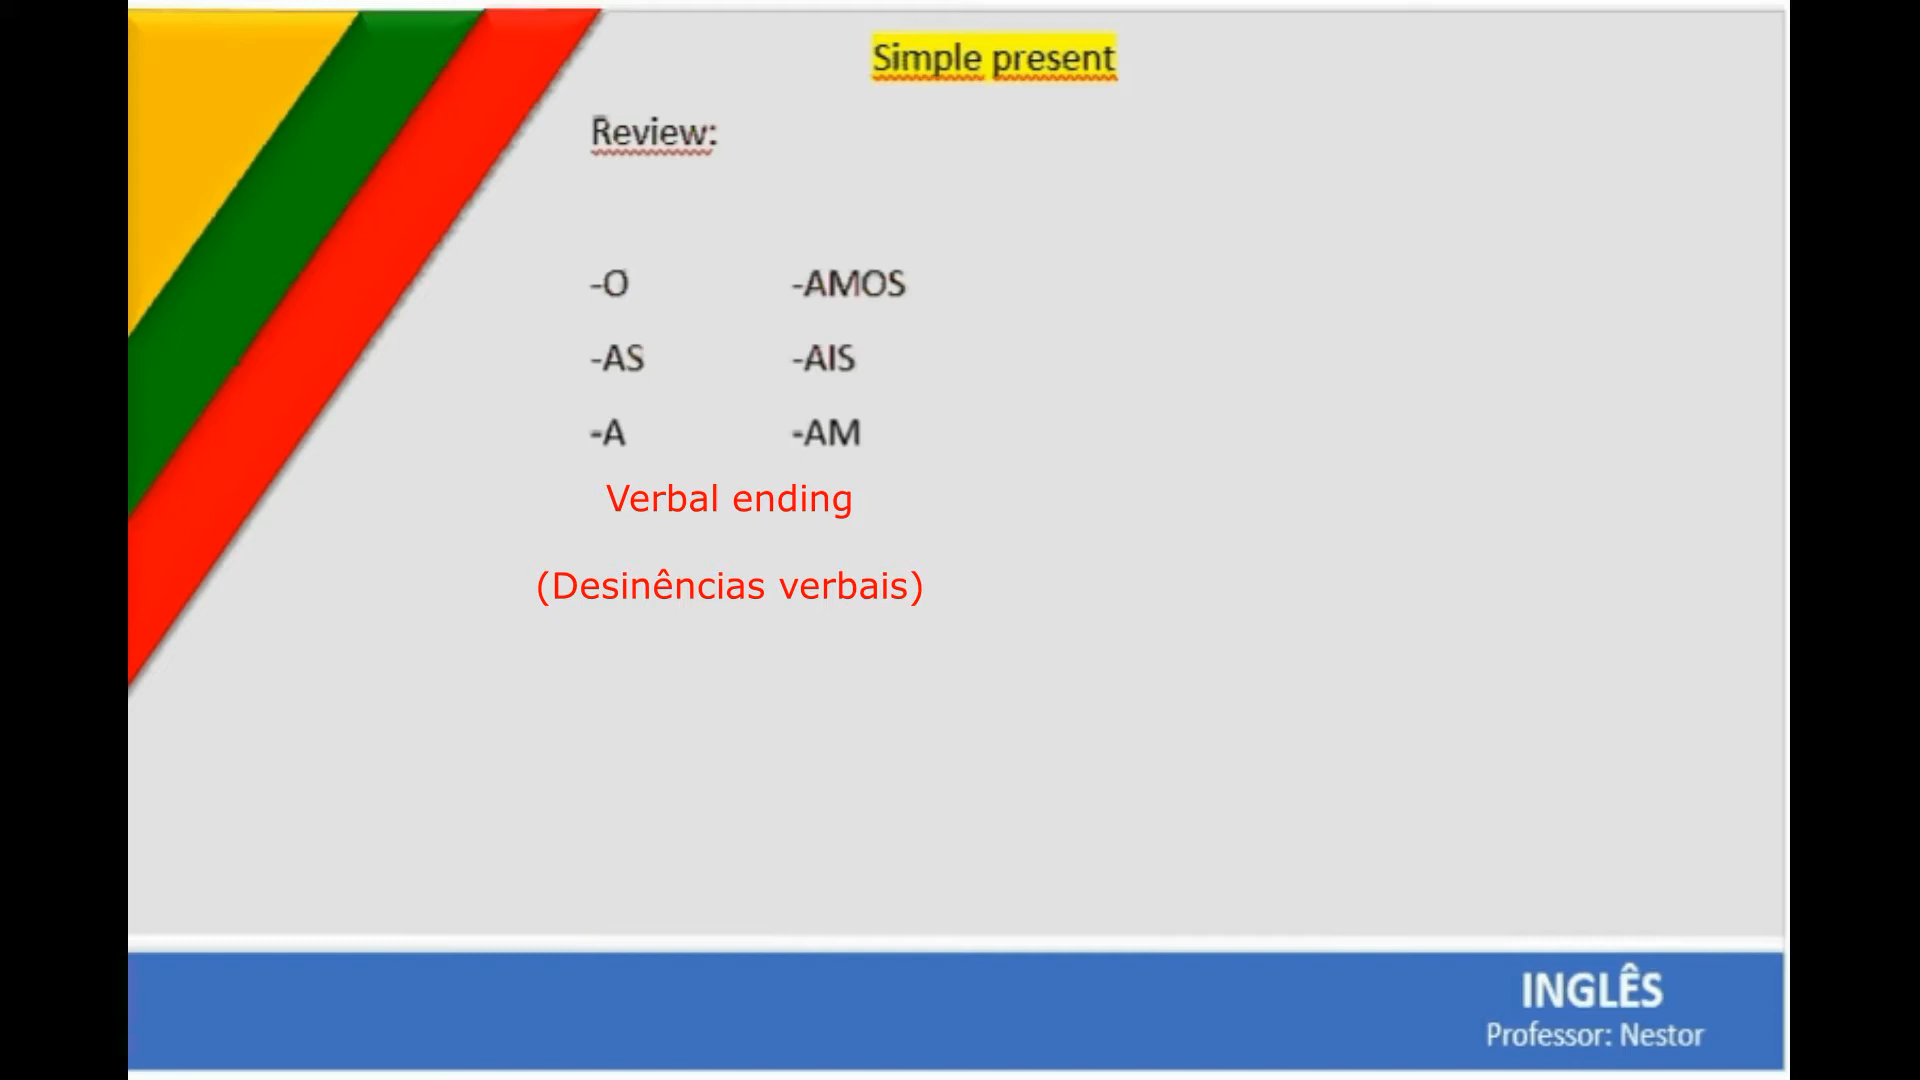 Simple present
Review:
-O -AMOS
-AS -AIS
-A -AM
Verbal ending
(Desinências verbais)
INGLÊS
Professor: Nestor